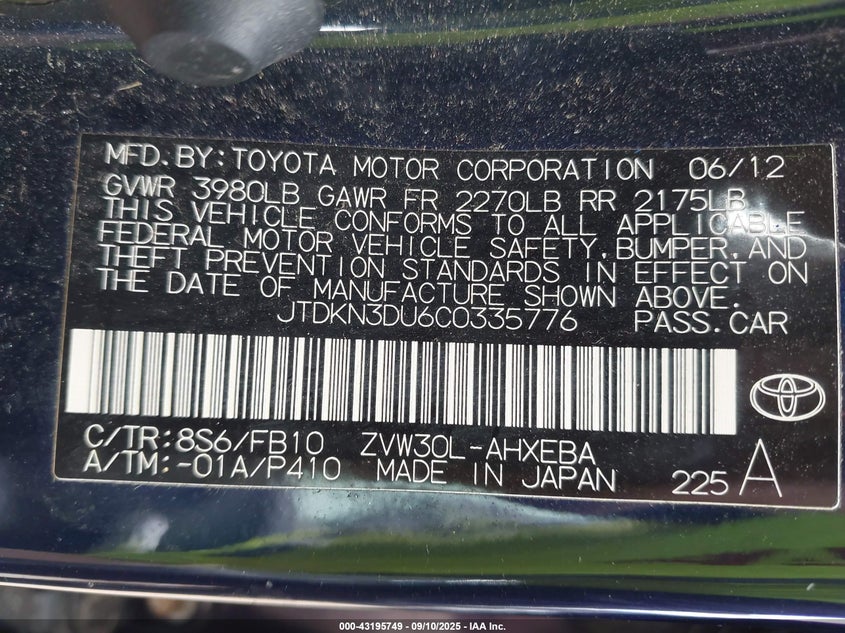 MFD.BY:TOYOTA MOTOR CORPORATION 06/12
GVWR 3980LB GAWR FR 2270LB RR 2175LB
THIS VEHICLE CONFORMS TO ALL APPLICABLE
FEDERAL MOTOR VEHICLE SAFETY,BUMPER,AND
THEFT PREVENTION STANDARDS IN EFFECT ON
THE DATE OF MANUFACTURE SHOWN ABOVE.
JTDKN3DU6C0335776 PASS.CAR
C/TR:8S6/FB10 ZVW30L-AHXEBA
A/TM:-01A/P410 MADE IN JAPAN 225 A
000-43195749 - 09/10/2025 - IAA Inc.